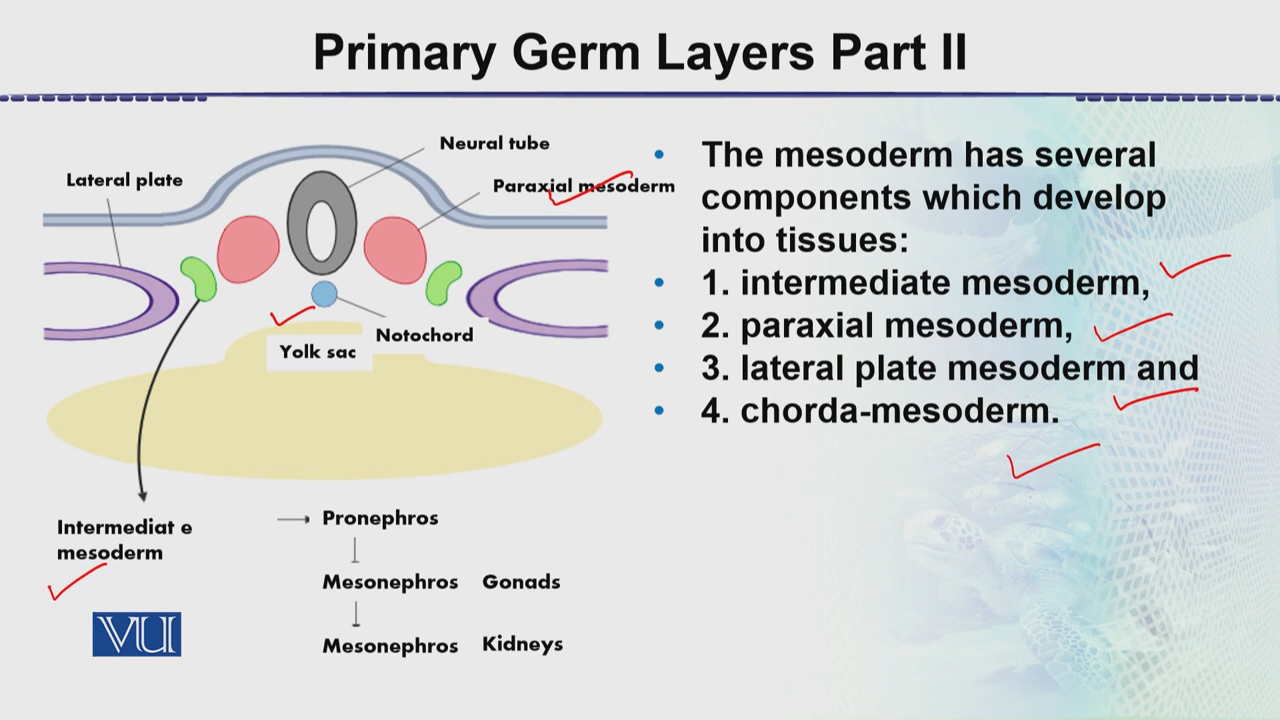 Primary Germ Layers Part II
Neural tube
Lateral plate
Paraxial mesoderm
Notochord
Yolk sac
Intermediat e
mesoderm
Pronephros
Mesonephros Gonads
Mesonephros Kidneys
VU
• The mesoderm has several
components which develop
into tissues:
• 1. intermediate mesoderm,
• 2. paraxial mesoderm,
• 3. lateral plate mesoderm and
• 4. chorda-mesoderm.